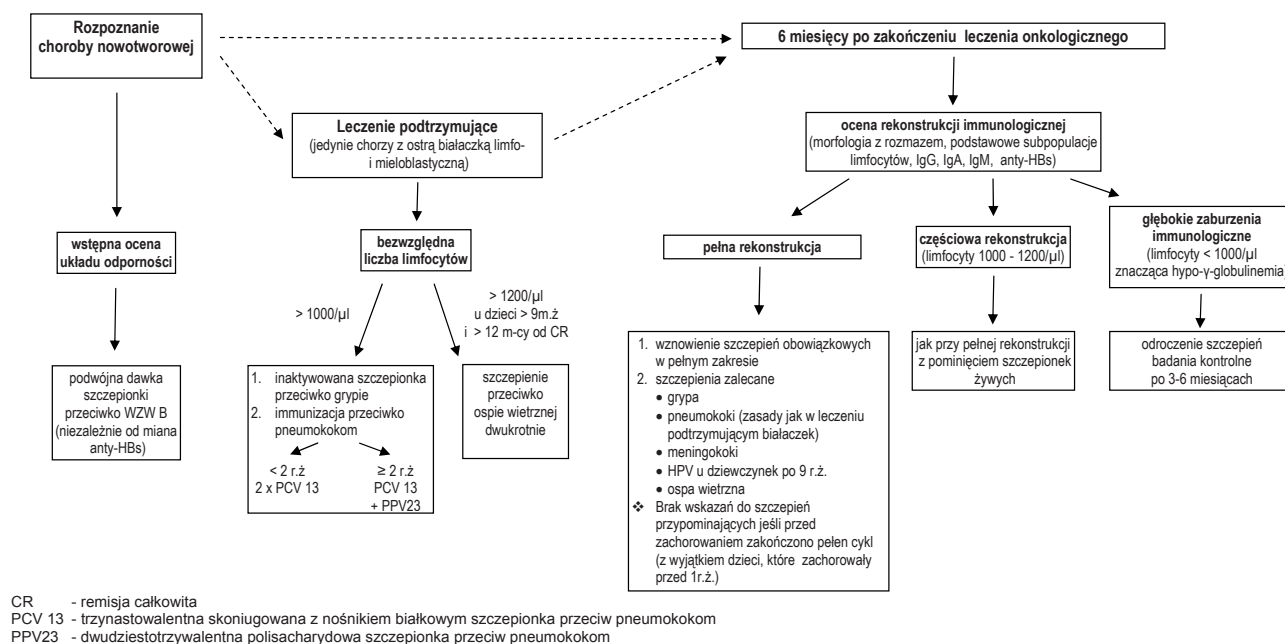 Rozpoznanie
choroby nowotworowej
6 miesięcy po zakończeniu leczenia onkologicznego
Leczenie podtrzymujące
(jedynie chorzy z ostrą białaczką limfo-
i mieloblastyczną)
ocena rekonstrukcji immunologicznej
(morfologia z rozmazem, podstawowe subpopulacje
limfocytów, IgG, IgA, IgM, anty-HBs)
wstępna ocena
układu odporności
bezwzględna
liczba limfocytów
pełna rekonstrukcja
częściowa rekonstrukcja
(limfocyty 1000 - 1200/µl)
głębokie zaburzenia
immunologiczne
(limfocyty < 1000/µl
znacząca hypo-γ-globulinemia)
> 1000/µl
> 1200/µl
u dzieci > 9m.ż
i > 12 m-cy od CR
podwójna dawka
szczepionki
przeciwko WZW B
(niezależnie od miana
anty-HBs)
1. inaktywowana szczepionka
przeciwko grypie
2. immunizacja przeciwko
pneumokokom
< 2 r.ż
2 x PCV 13
≥ 2 r.ż
PCV 13
+ PPV23
szczepienie
przeciwko
ospie wietrznej
dwukrotnie
1. wznowienie szczepień obowiązkowych
w pełnym zakresie
2. szczepienia zalecane
● grypa
● pneumokoki (zasady jak w leczeniu
podtrzymującym białaczek)
● meningokoki
● HPV u dziewczynek po 9 r.ż.
● ospa wietrzna
❖ Brak wskazań do szczepień
przypominających jeśli przed
zachorowaniem zakończono pełen cykl
(z wyjątkiem dzieci, które zachorowały
przed 1r.ż.)
jak przy pełnej rekonstrukcji
z pominięciem szczepionek
żywych
odroczenie szczepień
badania kontrolne
po 3-6 miesiącach
CR - remisja całkowita
PCV 13 - trzynastowalentna skoniugowana z nośnikiem białkowym szczepionka przeciw pneumokokom
PPV23 - dwudziestotrzywalentna polisacharydowa szczepionka przeciw pneumokokom